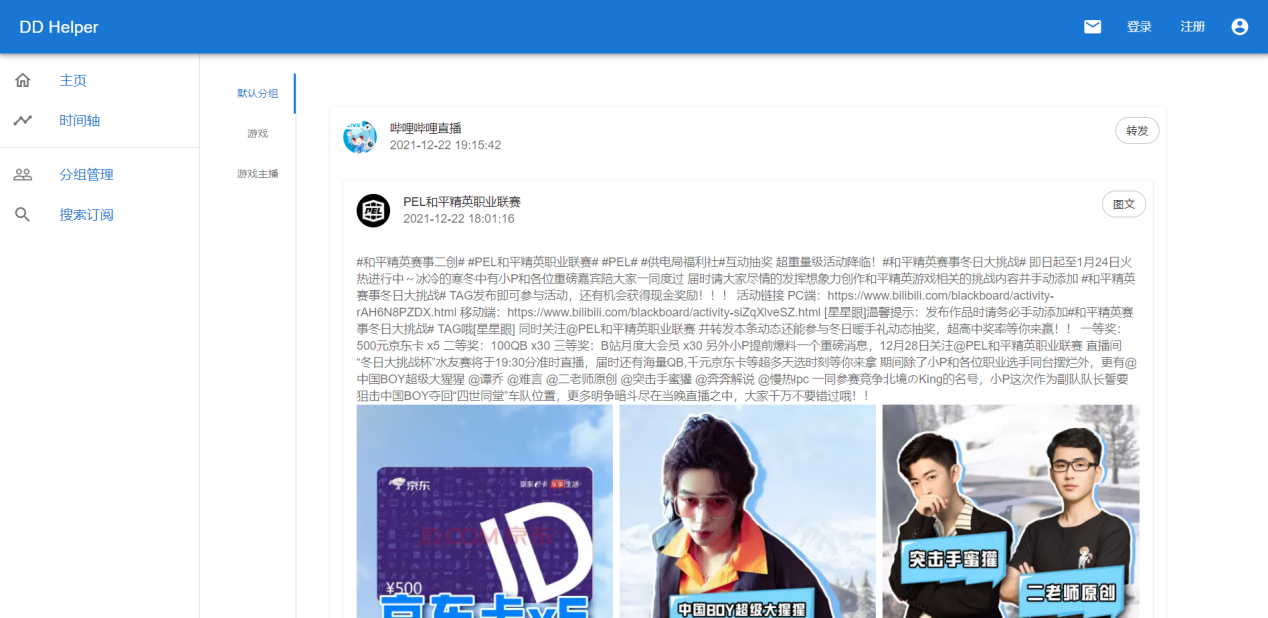 DD Helper
登录
注册
主页
时间轴
分组管理
搜索订阅
默认分组
游戏
游戏主播
哔哩哔哩直播
2021-12-22 19:15:42
转发
PEL
PEL和平精英职业联赛
2021-12-22 18:01:16
图文
#和平精英赛事二创# #PEL和平精英职业联赛# #PEL# #供电局福利社#互动抽奖 超重量级活动降临！#和平精英赛事冬日大挑战# 即日起至1月24日火
热进行中～冰冷的寒冬中有小P和各位重磅嘉宾陪大家一同度过 届时请大家尽情的发挥想象力创作和平精英游戏相关的挑战内容并手动添加 #和平精英
赛事冬日大挑战# TAG发布即可参与活动，还有机会获得现金奖励！！！ 活动链接 PC端：https://www.bilibili.com/blackboard/activity-
rAH6N8PZDX.html 移动端：https://www.bilibili.com/blackboard/activity-siZqXlveSZ.html [星星眼]温馨提示：发布作品时请务必手动添加#和平精英赛
事冬日大挑战# TAG哦[星星眼] 同时关注@PEL和平精英职业联赛 并转发本条动态还能参与冬日暖手礼动态抽奖，超高中奖率等你来赢！！ 一等奖：
500元京东卡 x5 二等奖：100QB x30 三等奖：B站月度大会员 x30 另外小P提前爆料一个重磅消息，12月28日关注@PEL和平精英职业联赛 直播间
“冬日大挑战杯”水友赛将于19:30分准时直播，届时还有海量QB,千元京东卡等超多天选时刻等你来拿 期间除了小P和各位职业选手同台摆烂外，更有@
中国BOY超级大猩猩 @谭乔 @难言 @二老师原创 @突击手蜜獾 @奔奔解说 @慢热lpc 一同参赛竞争北境のKing的名号，小P这次作为副队队长誓要
狙击中国BOY夺回“四世同堂”车队位置，更多明争暗斗尽在当晚直播之中，大家千万不要错过哦！！
京东
京东e卡 乐享生活
JD.COM 京东
¥500
京东卡x5
中国BOY超级大猩猩
突击手蜜獾
二老师原创